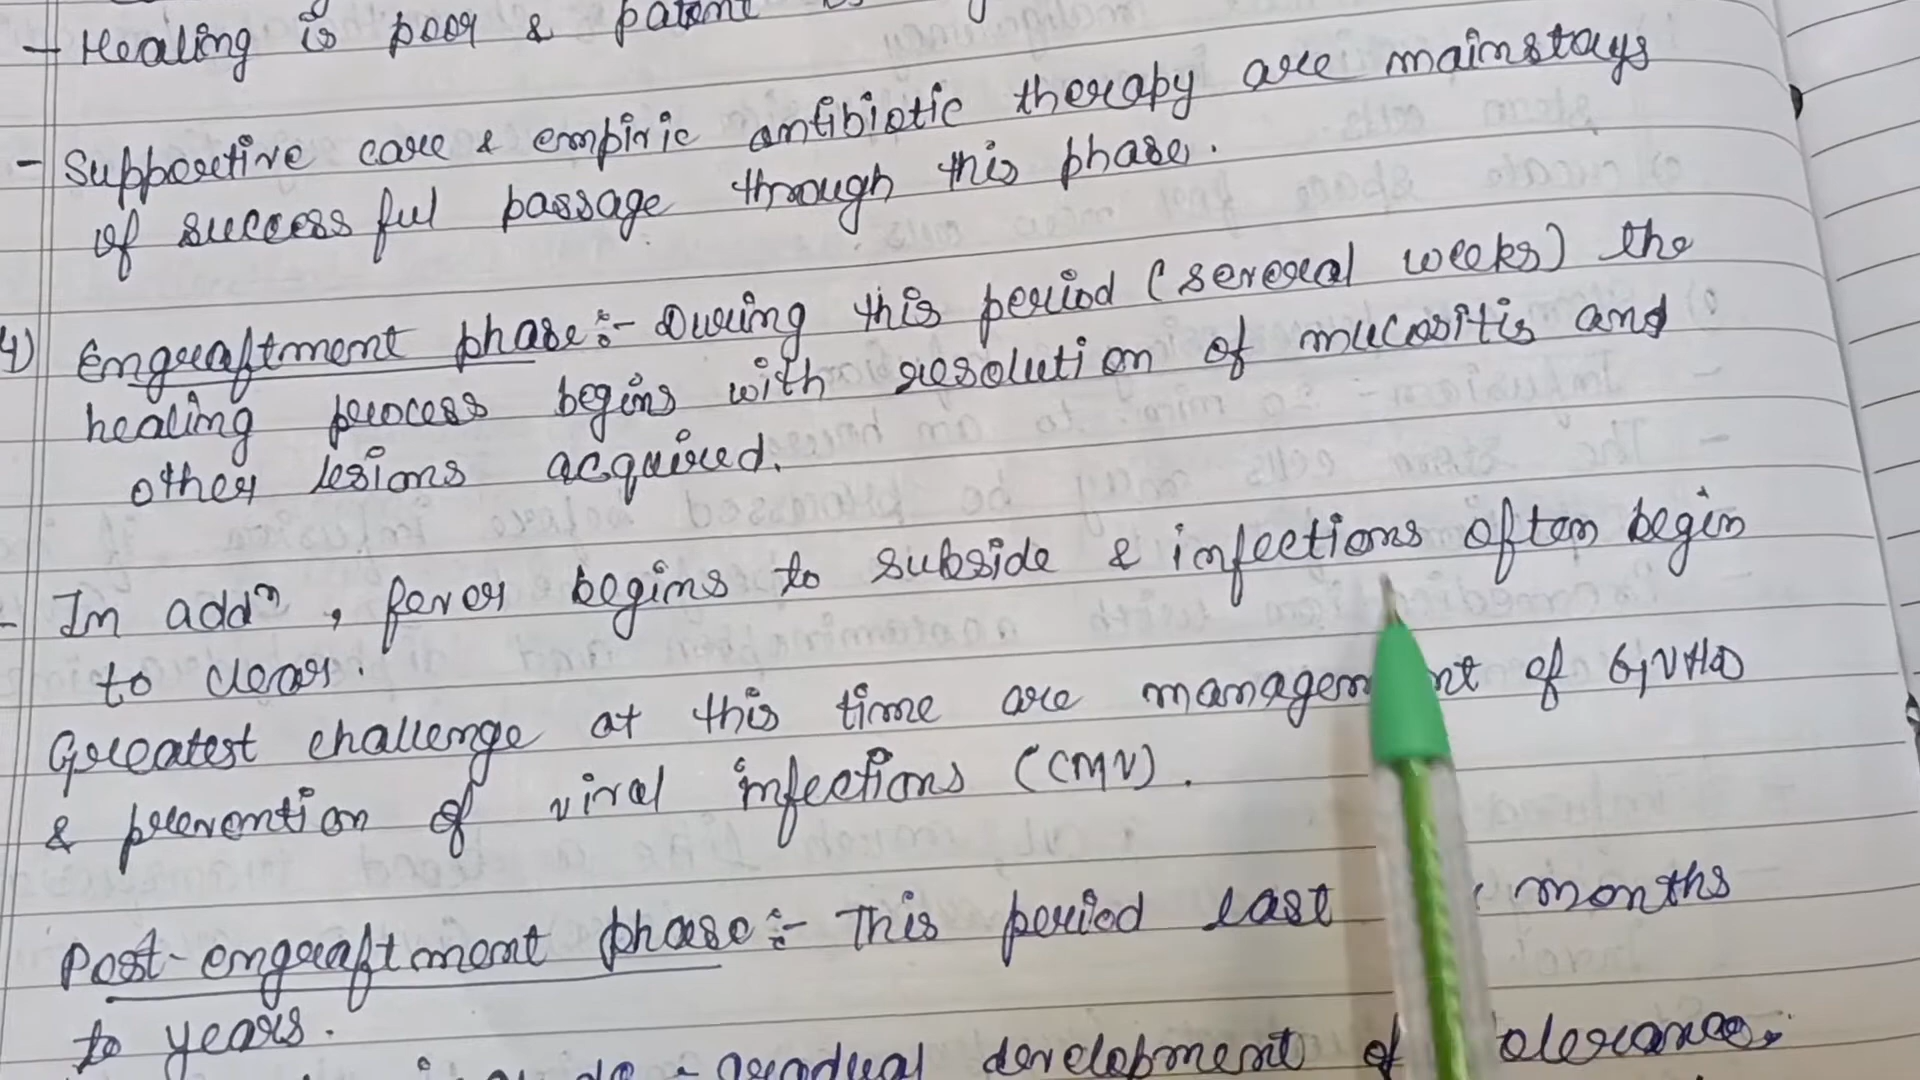 - Healing is poor & patent
- Supportive care & empiric antibiotic therapy are mainstays
of successful passage through this phase.
4) Engraftment phase:- During this period (several weeks) the
healing process begins with resolution of mucositis and
other lesions acquired.
- In addⁿ, fever begins to subside & infections often begin
to clear.
Greatest challenge at this time are management of GVHD
& prevention of viral infections (CMV).
Post-engraftment phase:- This period last months
to years.
gradual development of tolerance,